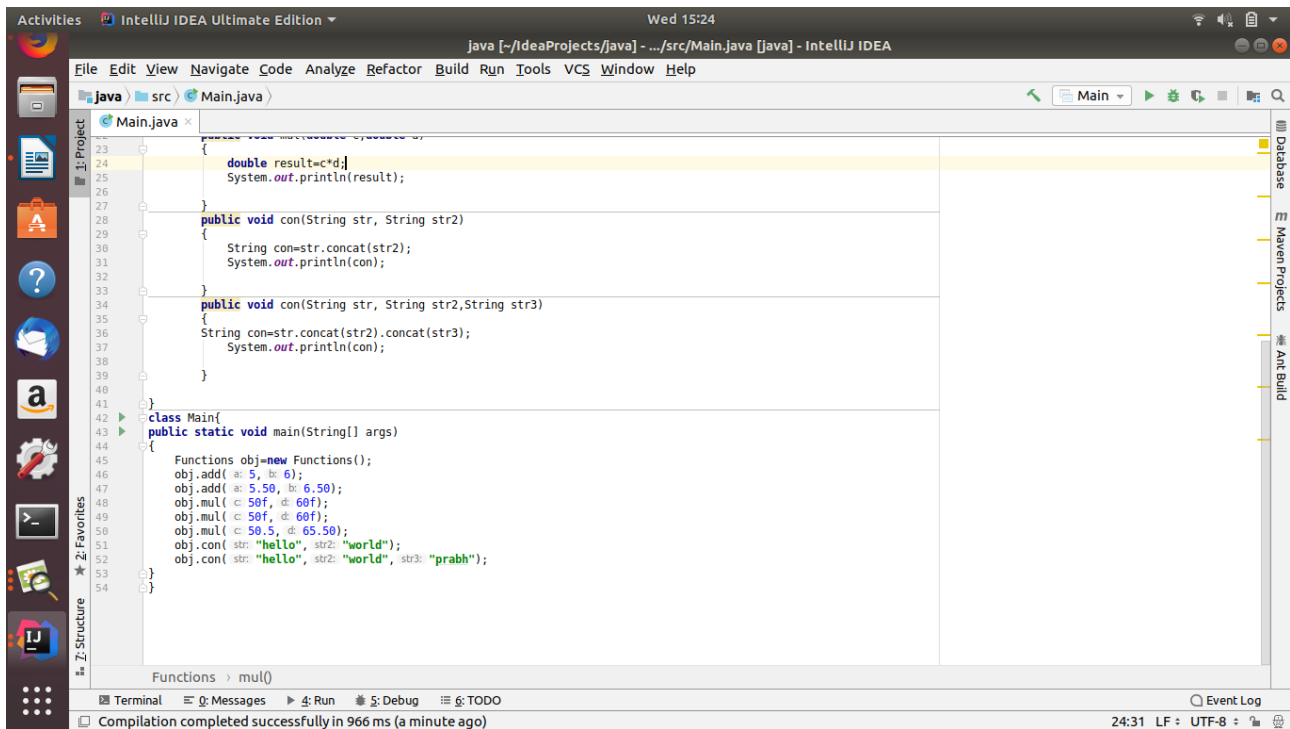 Activities IntelliJ IDEA Ultimate Edition Wed 15:24
java [~/IdeaProjects/java] - .../src/Main.java [java] - IntelliJ IDEA
File Edit View Navigate Code Analyze Refactor Build Run Tools VCS Window Help
java src Main.java Main
Main.java
1: Project
23 {
24 double result=c*d;
25 System.out.println(result);
26
27 }
28 public void con(String str, String str2)
29 {
30 String con=str.concat(str2);
31 System.out.println(con);
32
33 }
34 public void con(String str, String str2,String str3)
35 {
36 String con=str.concat(str2).concat(str3);
37 System.out.println(con);
38
39 }
40
41 }
42 class Main{
43 public static void main(String[] args)
44 {
45 Functions obj=new Functions();
46 obj.add( a: 5, b: 6);
47 obj.add( a: 5.50, b: 6.50);
48 obj.mul( c: 50f, d: 60f);
49 obj.mul( c: 50f, d: 60f);
50 obj.mul( c: 50.5, d: 65.50);
51 obj.con( str: "hello", str2: "world");
52 obj.con( str: "hello", str2: "world", str3: "prabh");
53 }
54 }
2: Favorites
7: Structure
Database
m Maven Projects
Ant Build
Functions › mul()
Terminal 0: Messages 4: Run 5: Debug 6: TODO Event Log
Compilation completed successfully in 966 ms (a minute ago) 24:31 LF UTF-8